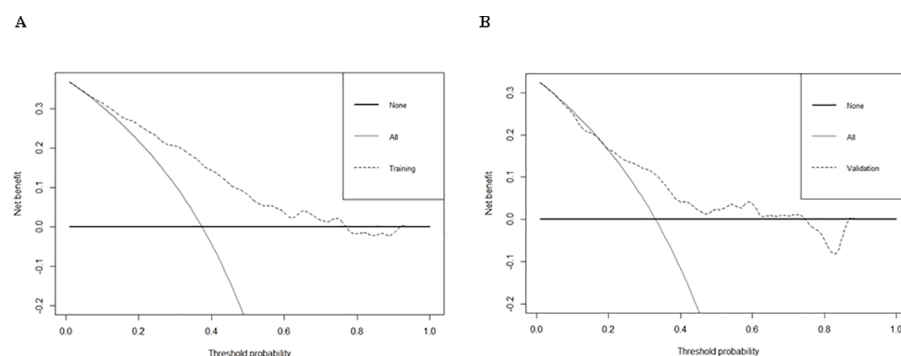 A
B
None
All
Training
None
All
Validation
Net benefit
0.3
0.2
0.1
0.0
-0.1
-0.2
0.0
0.2
0.4
0.6
0.8
1.0
Threshold probability
Net benefit
0.3
0.2
0.1
0.0
-0.1
-0.2
0.0
0.2
0.4
0.6
0.8
1.0
Threshold probability